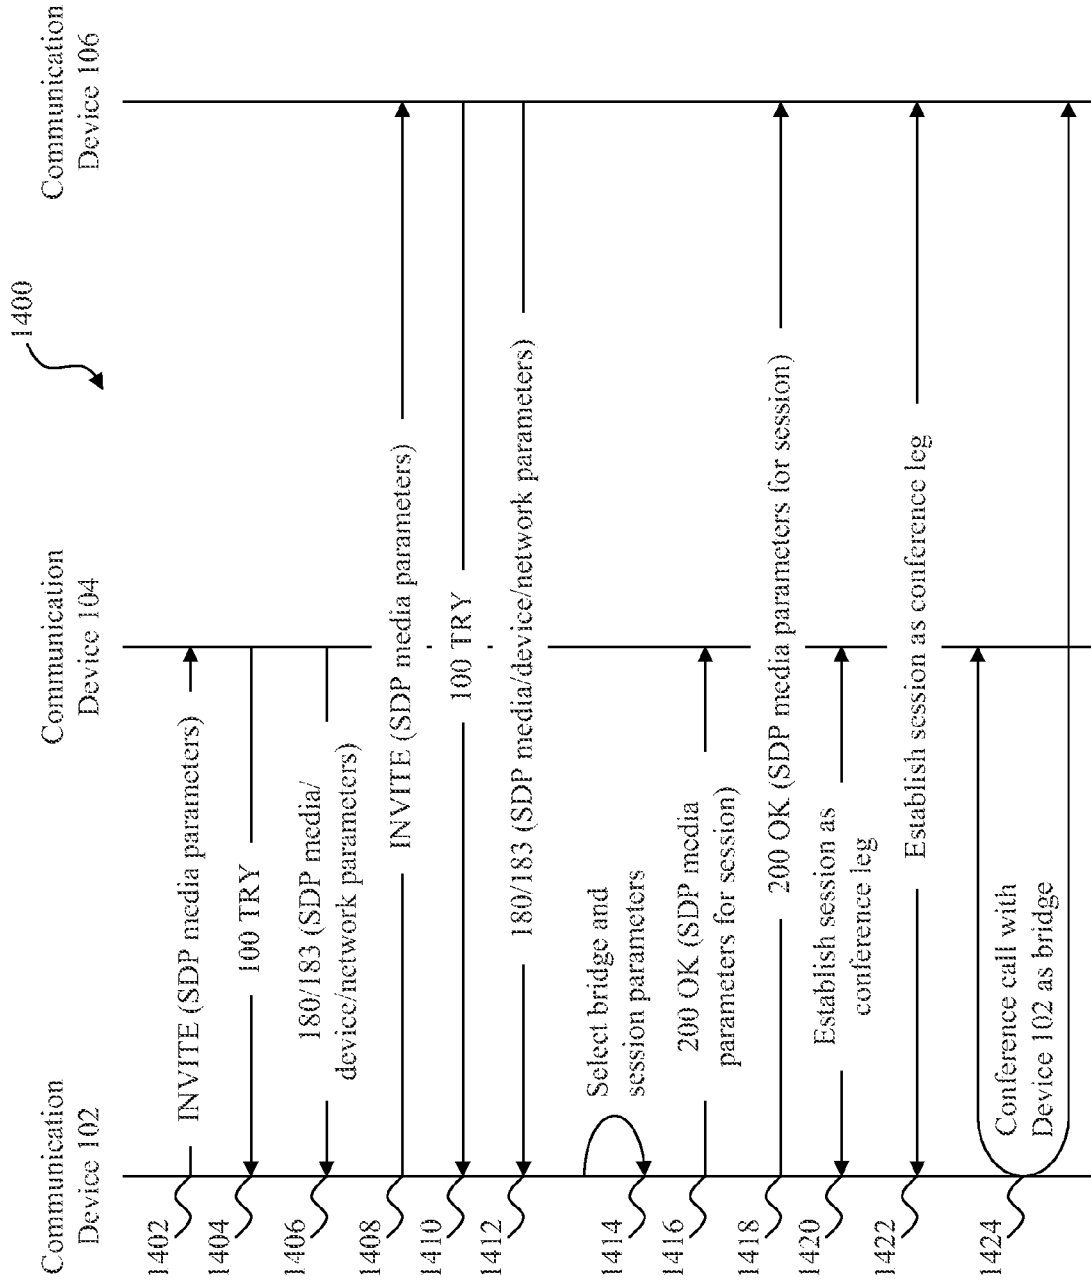 1400
Communication
Device 102
Communication
Device 104
Communication
Device 106
1402
INVITE (SDP media parameters)
1404
100 TRY
1406
180/183 (SDP media/
device/network parameters)
1408
INVITE (SDP media parameters)
1410
100 TRY
1412
180/183 (SDP media/device/network parameters)
1414
Select bridge and
session parameters
1416
200 OK (SDP media
parameters for session)
1418
200 OK (SDP media parameters for session)
1420
Establish session as
conference leg
1422
Establish session as conference leg
1424
Conference call with
Device 102 as bridge